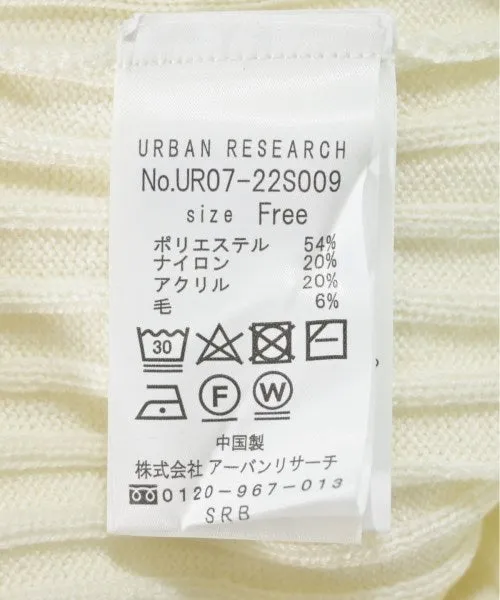 URBAN RESEARCH
No.UR07-22S009
size Free
ポリエステル 54%
ナイロン 20%
アクリル 20%
毛 6%
30
F W
中国製
株式会社 アーバンリサーチ
0120-967-013
SRB